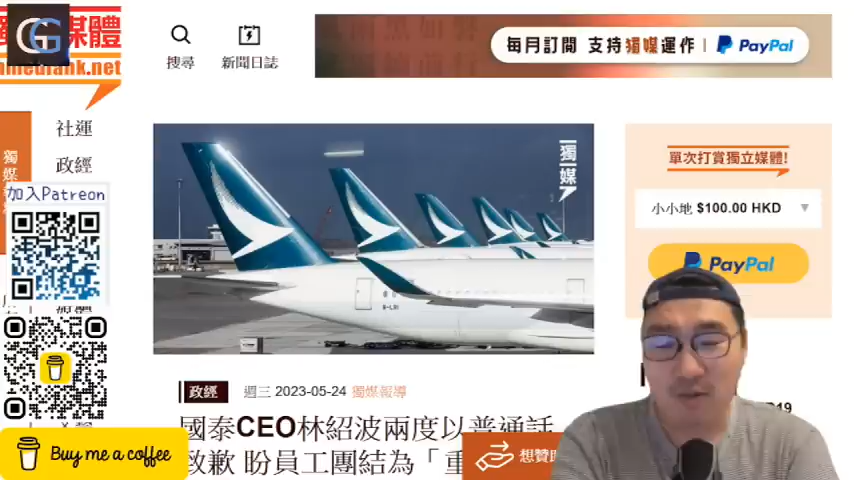 媒體
搜尋
新聞日誌
每月訂閱 支持獨媒運作 | PayPal
社運
政經
獨媒
加入Patreon
單次打賞獨立媒體!
小小地 $100.00 HKD
PayPal
獨媒
政經 週三 2023-05-24 獨媒報導
國泰CEO林紹波兩度以普通話
致歉 盼員工團結為「重
想贊助
Buy me a coffee